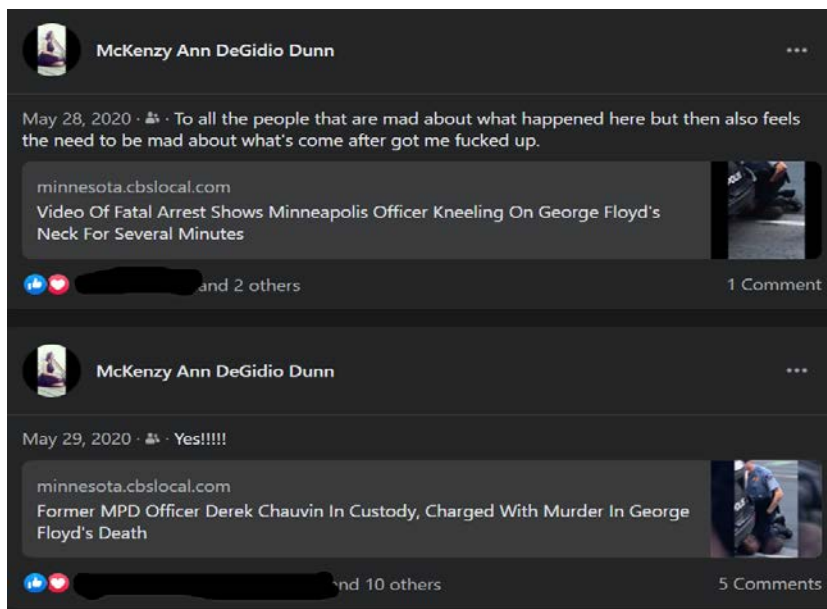 McKenzy Ann DeGidio Dunn
May 28, 2020 · To all the people that are mad about what happened here but then also feels
the need to be mad about what's come after got me fucked up.
minnesota.cbslocal.com
Video Of Fatal Arrest Shows Minneapolis Officer Kneeling On George Floyd's
Neck For Several Minutes
and 2 others
1 Comment
McKenzy Ann DeGidio Dunn
May 29, 2020 · Yes!!!!!
minnesota.cbslocal.com
Former MPD Officer Derek Chauvin In Custody, Charged With Murder In George
Floyd's Death
and 10 others
5 Comments